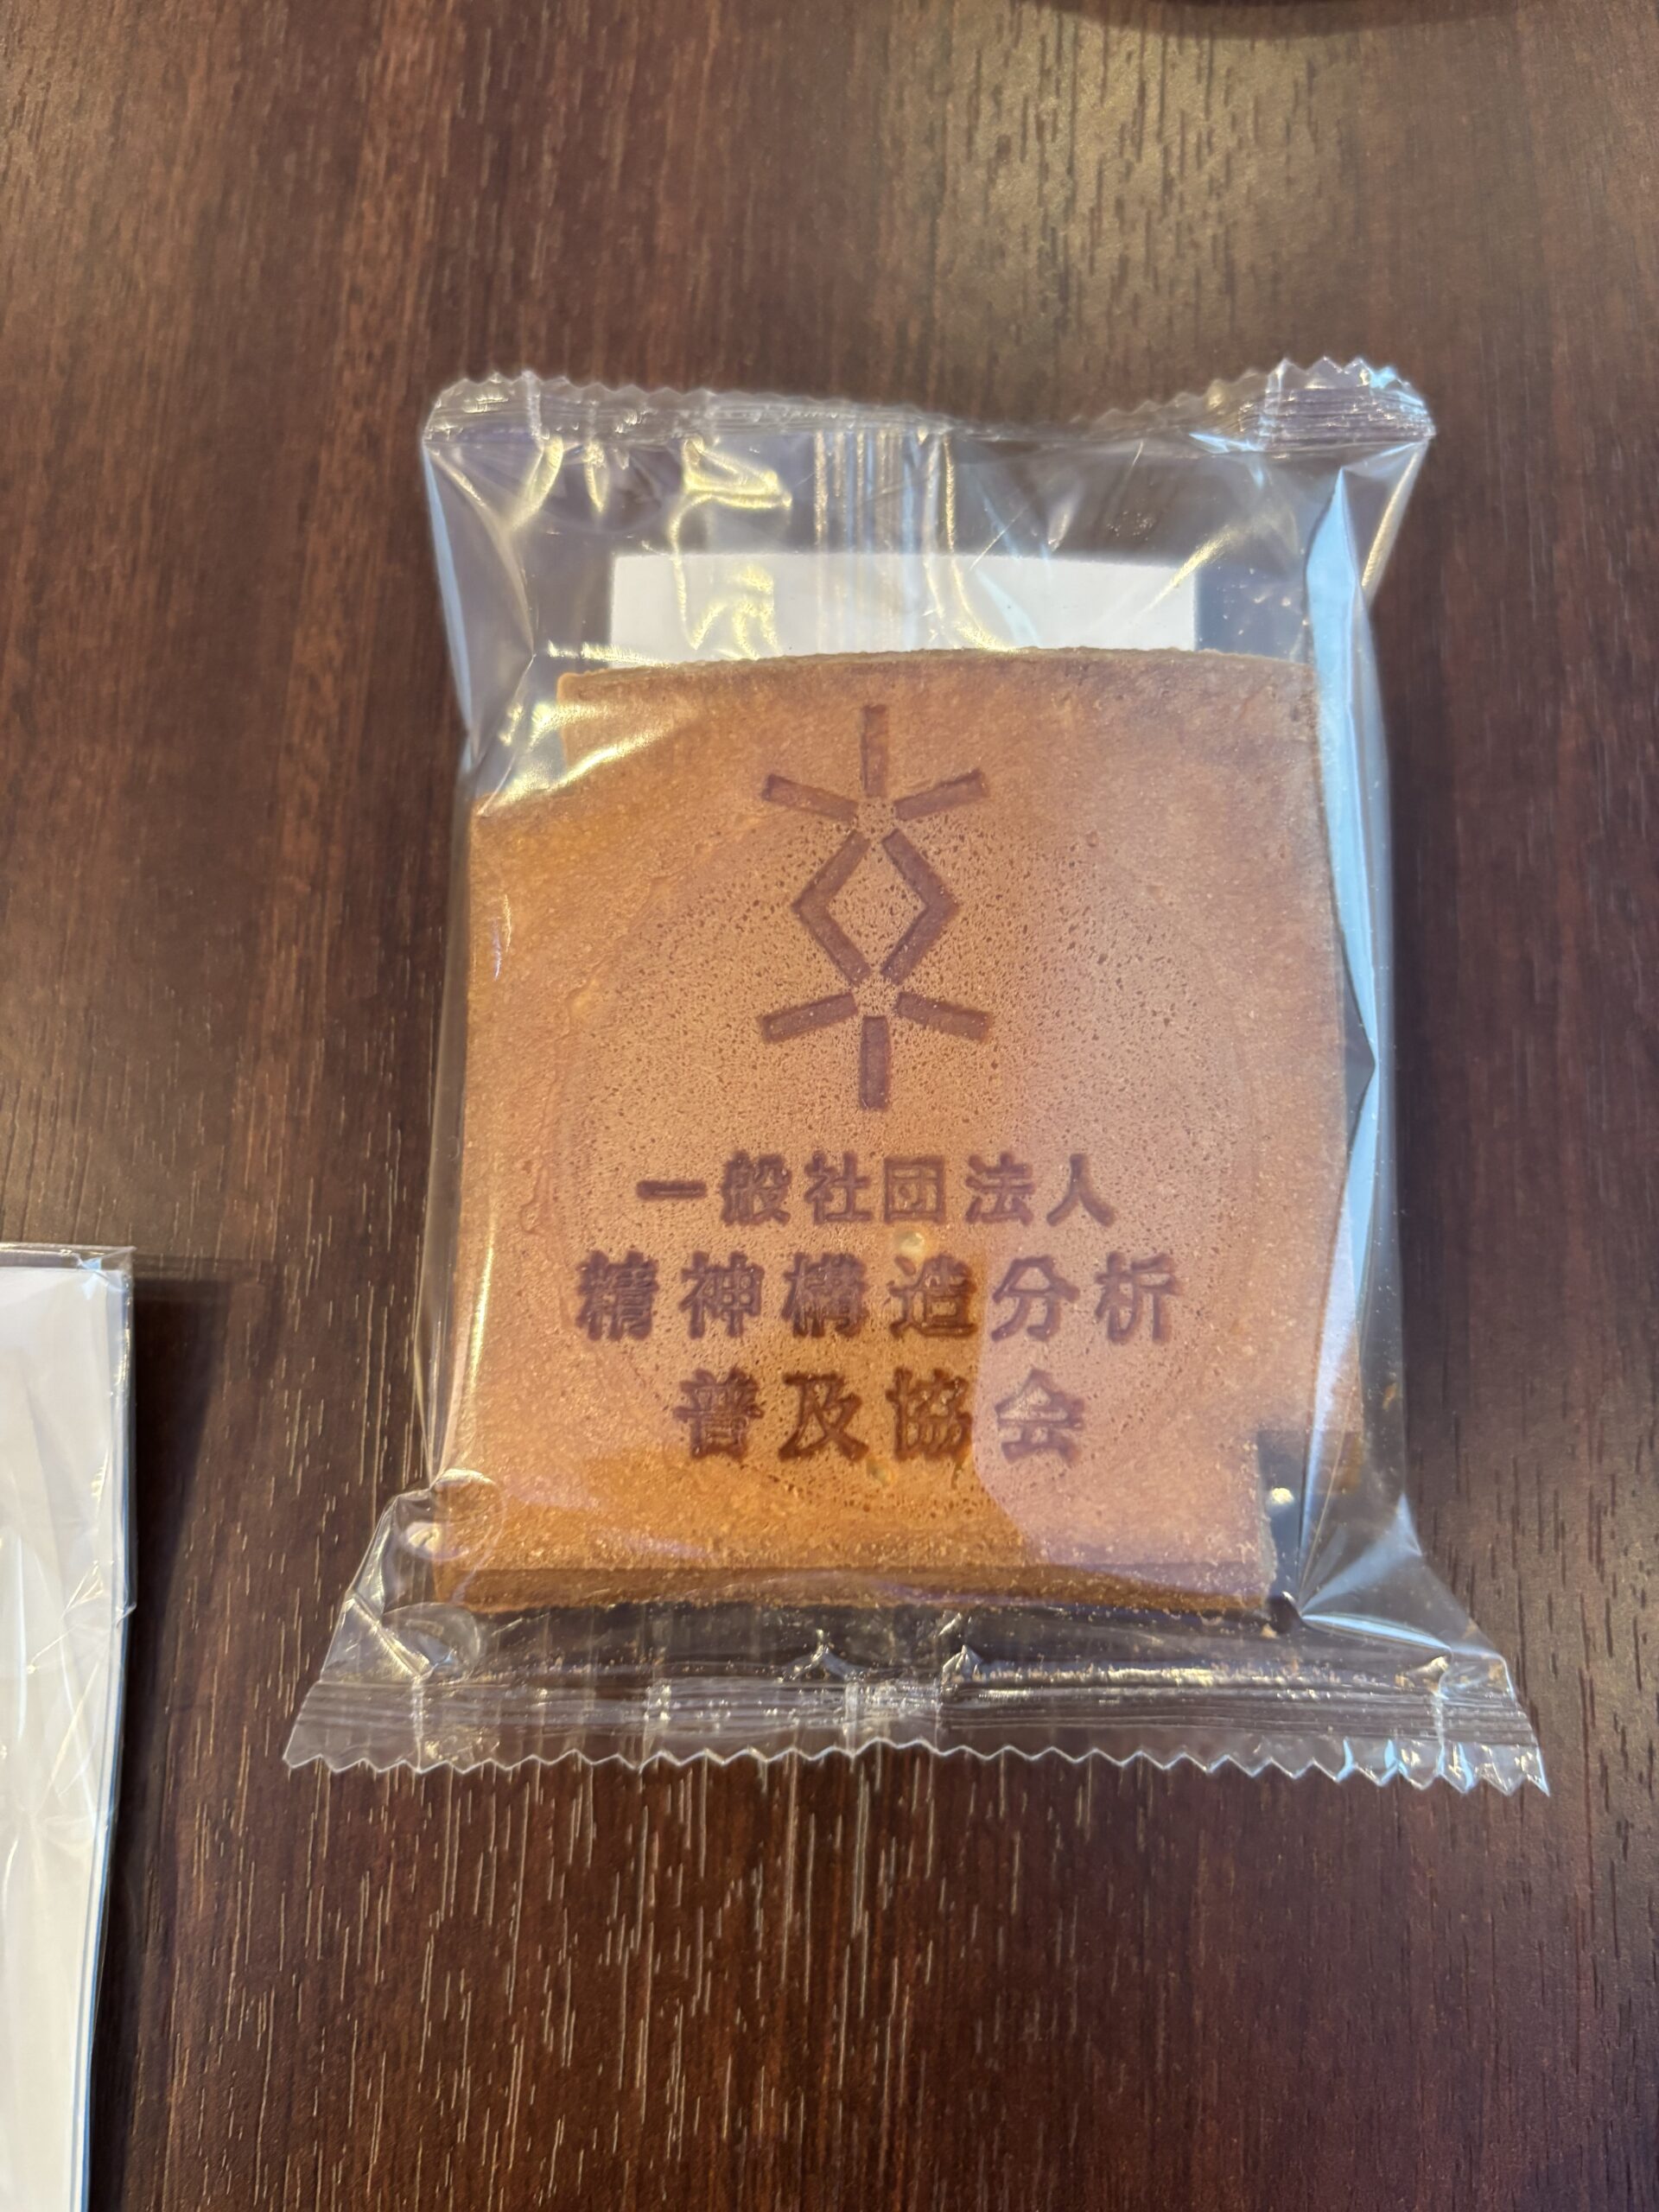 一般社団法人
精神構造分析
普及協会